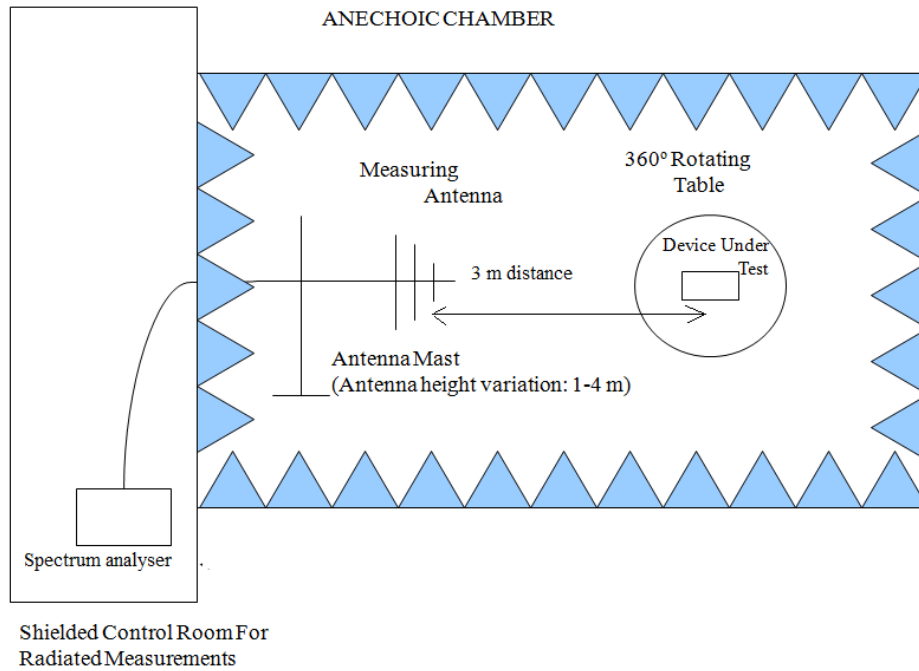 ANECHOIC CHAMBER
Measuring
Antenna
360º Rotating
Table
Device Under
Test
3 m distance
Antenna Mast
(Antenna height variation: 1-4 m)
Spectrum analyser
Shielded Control Room For
Radiated Measurements